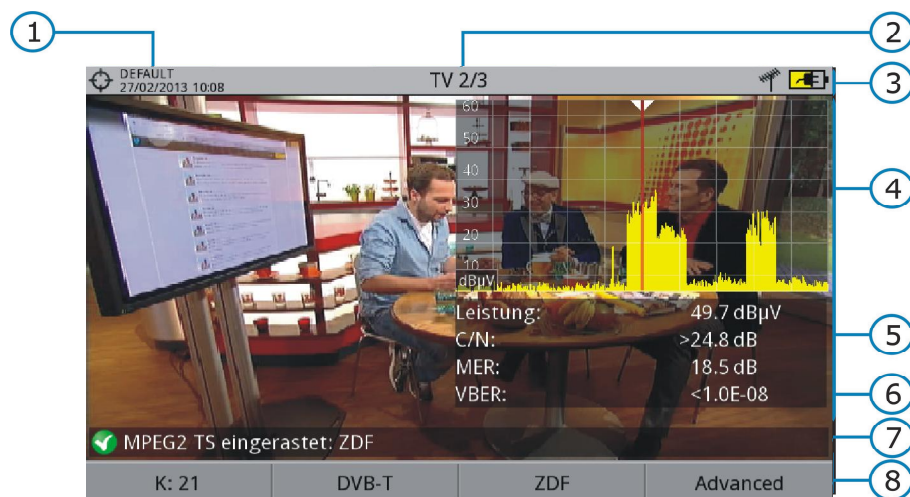 1
2
DEFAULT
27/02/2013 10:08
TV 2/3
3
60
50
40
4
30
20
10
dBµV
Leistung: 49.7 dBµV
5
C/N: >24.8 dB
MER: 18.5 dB
6
VBER: <1.0E-08
7
MPEG2 TS eingerastet: ZDF
8
K: 21 DVB-T ZDF Advanced